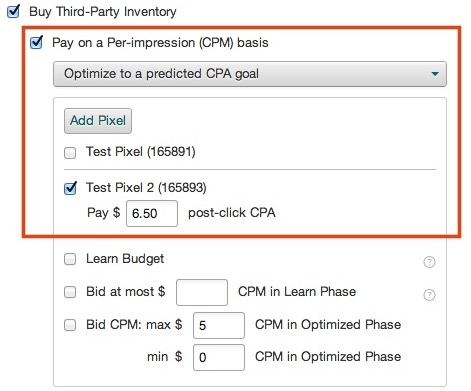 Buy Third-Party Inventory
Pay on a Per-impression (CPM) basis
Optimize to a predicted CPA goal
Add Pixel
Test Pixel (165891)
Test Pixel 2 (165893)
Pay $ 6.50 post-click CPA
Learn Budget ?
Bid at most $ CPM in Learn Phase ?
Bid CPM: max $ 5 CPM in Optimized Phase
min $ 0 CPM in Optimized Phase